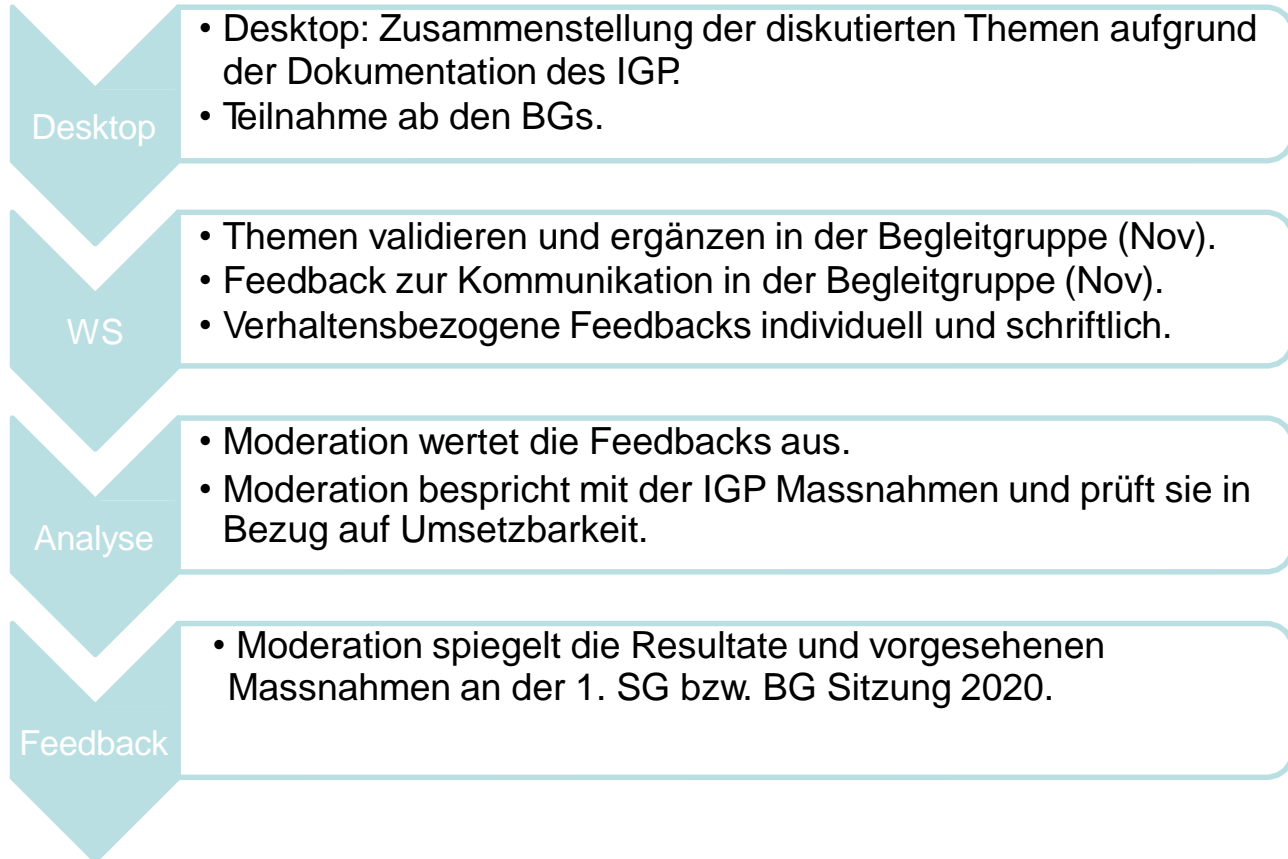 Desktop
• Desktop: Zusammenstellung der diskutierten Themen aufgrund
der Dokumentation des IGP.
• Teilnahme ab den BGs.
WS
• Themen validieren und ergänzen in der Begleitgruppe (Nov).
• Feedback zur Kommunikation in der Begleitgruppe (Nov).
• Verhaltensbezogene Feedbacks individuell und schriftlich.
Analyse
• Moderation wertet die Feedbacks aus.
• Moderation bespricht mit der IGP Massnahmen und prüft sie in
Bezug auf Umsetzbarkeit.
Feedback
• Moderation spiegelt die Resultate und vorgesehenen
Massnahmen an der 1. SG bzw. BG Sitzung 2020.